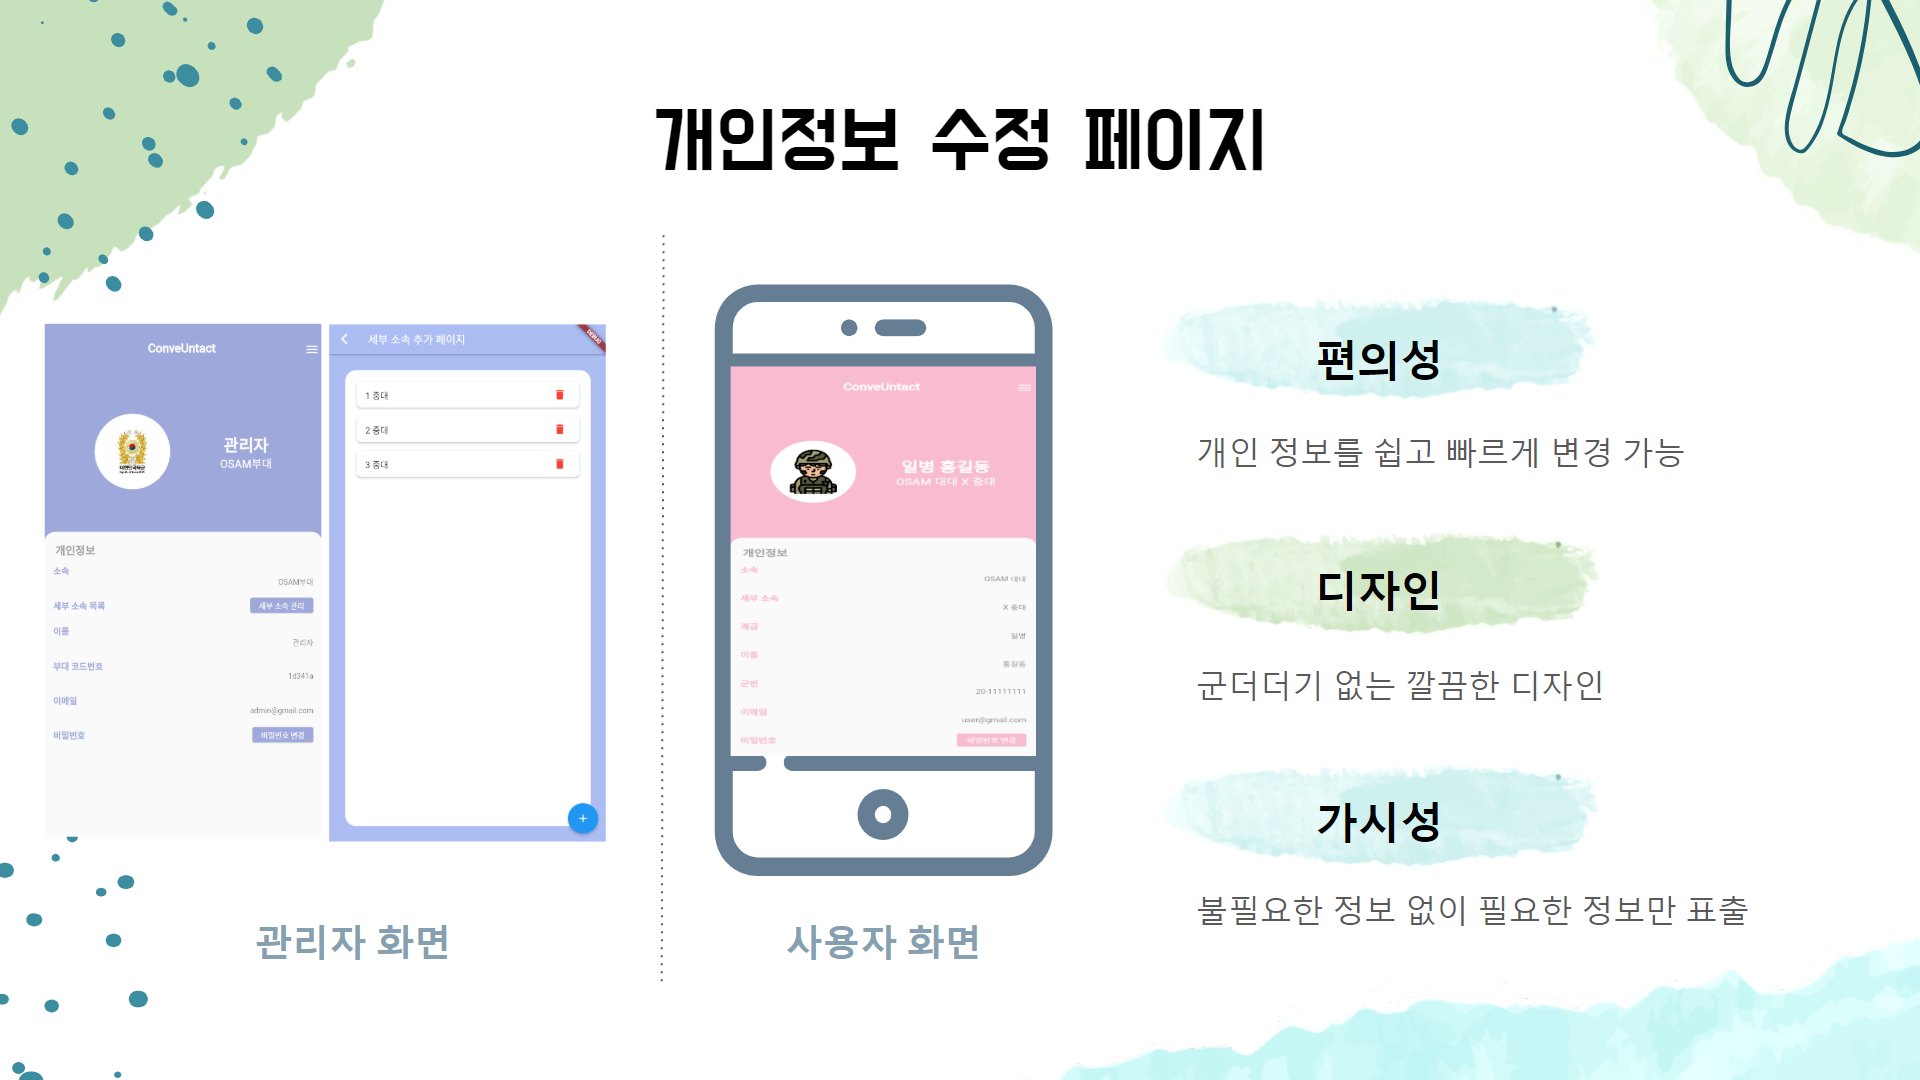 개인정보 수정 페이지
ConveUntact
관리자
OSAM부대
개인정보
소속
OSAM부대
세부 소속 목록
세부 소속 관리
이름
관리자
부대 코드번호
1d341a
이메일
admin@gmail.com
비밀번호
비밀번호 변경
세부 소속 추가 페이지
DEBUG
1 중대
2 중대
3 중대
+
관리자 화면
ConveUntact
일병 홍길동
OSAM 대대 X 중대
개인정보
소속
OSAM 대대
세부 소속
X 중대
계급
일병
이름
홍길동
군번
20-11111111
이메일
user@gmail.com
비밀번호
비밀번호 변경
사용자 화면
편의성
개인 정보를 쉽고 빠르게 변경 가능
디자인
군더더기 없는 깔끔한 디자인
가시성
불필요한 정보 없이 필요한 정보만 표출